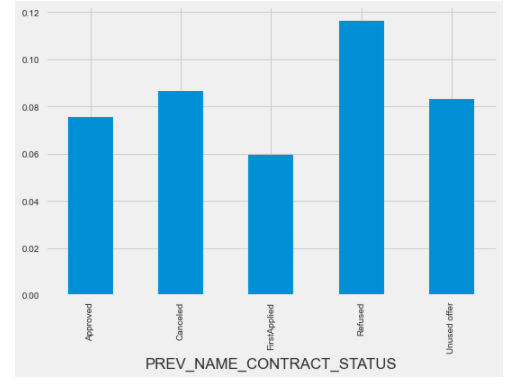 0.12
0.10
0.08
0.06
0.04
0.02
0.00
Approved
Canceled
FirstApplied
Refused
Unused offer
PREV_NAME_CONTRACT_STATUS